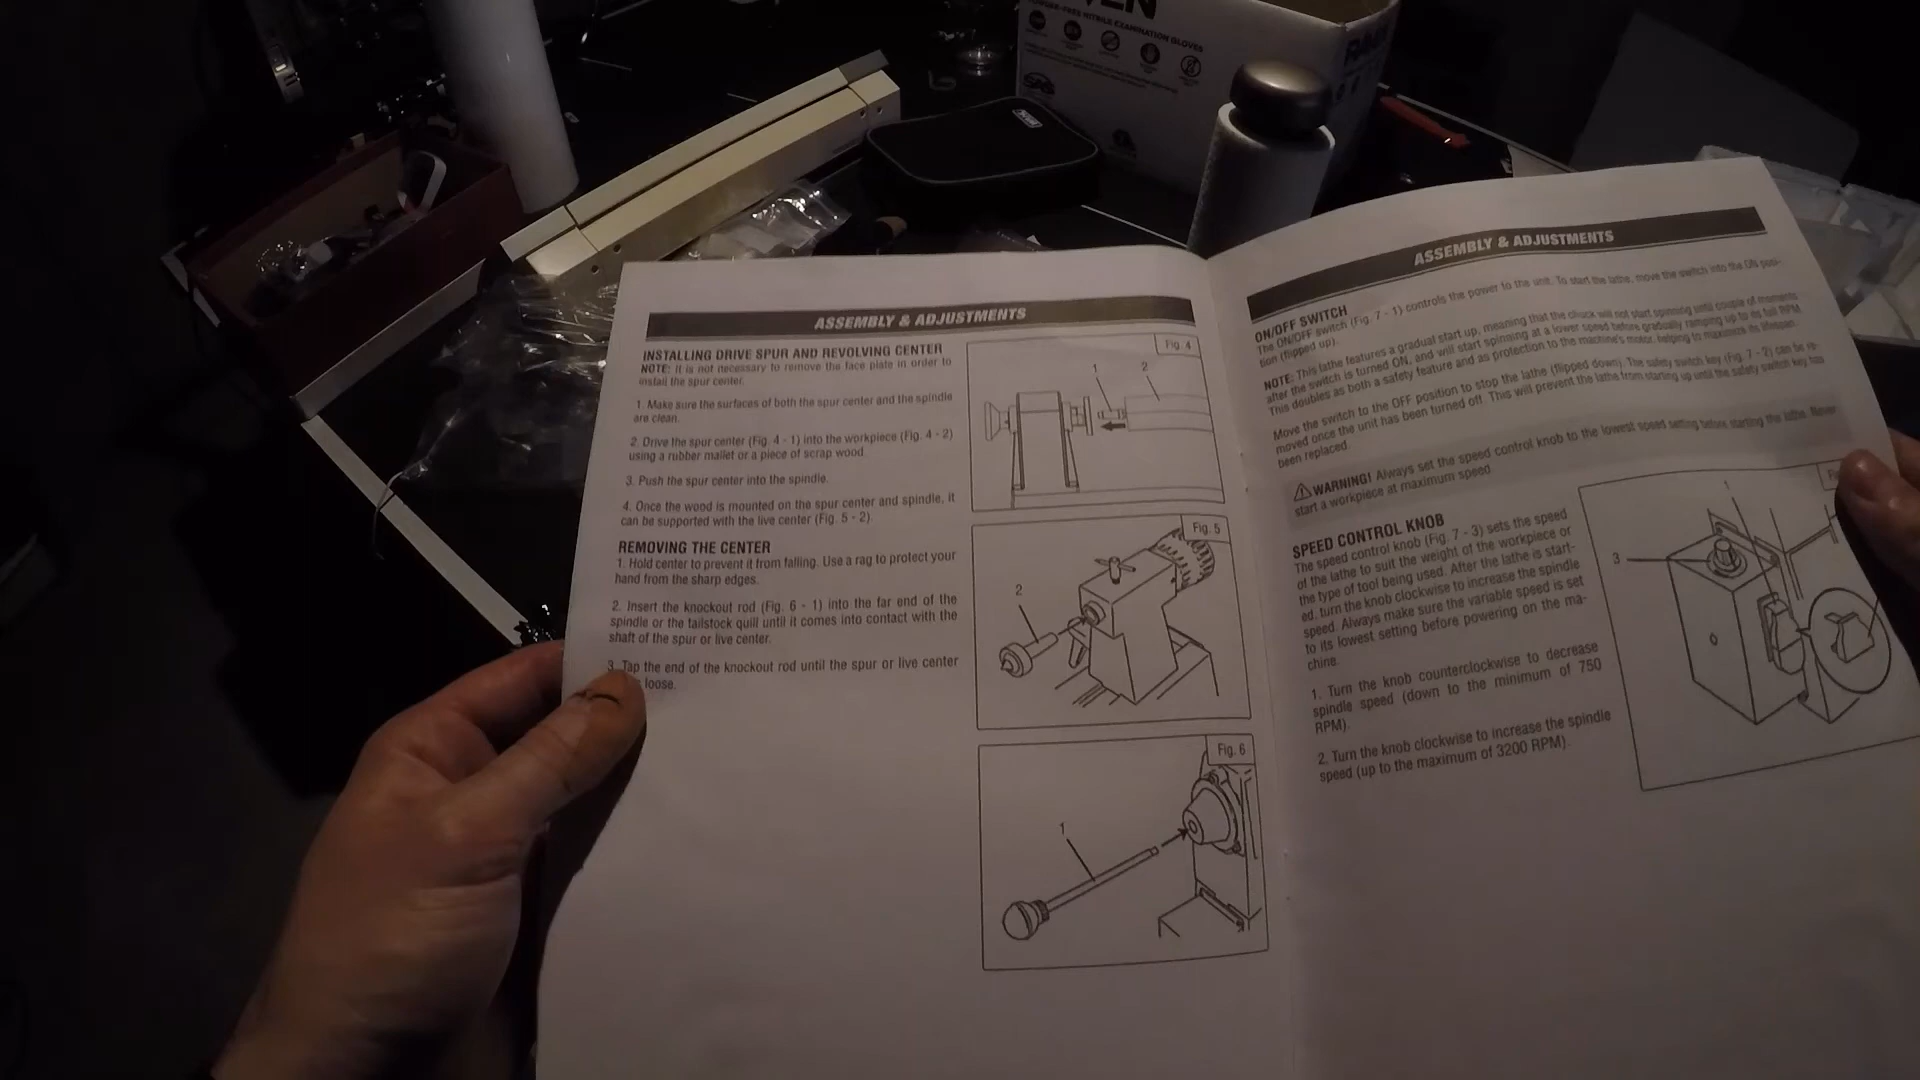 POWDER-FREE NITRILE EXAMINATION GLOVES
ASSEMBLY & ADJUSTMENTS
INSTALLING DRIVE SPUR AND REVOLVING CENTER
NOTE: It is not necessary to remove the face plate in order to
install the spur center.
1. Make sure the surfaces of both the spur center and the spindle
are clean.
2. Drive the spur center (Fig. 4 - 1) into the workpiece (Fig. 4 - 2)
using a rubber mallet or a piece of scrap wood.
3. Push the spur center into the spindle.
4. Once the wood is mounted on the spur center and spindle, it
can be supported with the live center (Fig. 5 - 2).
REMOVING THE CENTER
1. Hold center to prevent it from falling. Use a rag to protect your
hand from the sharp edges.
2. Insert the knockout rod (Fig. 6 - 1) into the far end of the
spindle or the tailstock quill until it comes into contact with the
shaft of the spur or live center.
3. Tap the end of the knockout rod until the spur or live center
loose.
Fig. 4
1
2
Fig. 5
2
Fig. 6
1
ASSEMBLY & ADJUSTMENTS
ON/OFF SWITCH
The ON/OFF switch (Fig. 7 - 1) controls the power to the unit. To start the lathe, move the switch into the ON posi-
tion (flipped up).
NOTE: This lathe features a gradual start up, meaning that the chuck will not start spinning until couple of moments
after the switch is turned ON, and will start spinning at a lower speed before gradually ramping up to its full RPM.
This doubles as both a safety feature and as protection to the machine's motor, helping to maximize its lifespan.
Move the switch to the OFF position to stop the lathe (flipped down). The safety switch key (Fig. 7 - 2) can be re-
moved once the unit has been turned off. This will prevent the lathe from starting up until the safety switch key has
been replaced.
WARNING! Always set the speed control knob to the lowest speed setting before starting the lathe. Never
start a workpiece at maximum speed.
SPEED CONTROL KNOB
The speed control knob (Fig. 7 - 3) sets the speed
of the lathe to suit the weight of the workpiece or
the type of tool being used. After the lathe is start-
ed, turn the knob clockwise to increase the spindle
speed. Always make sure the variable speed is set
to its lowest setting before powering on the ma-
chine.
1. Turn the knob counterclockwise to decrease
spindle speed (down to the minimum of 750
RPM).
2. Turn the knob clockwise to increase the spindle
speed (up to the maximum of 3200 RPM).
1
3